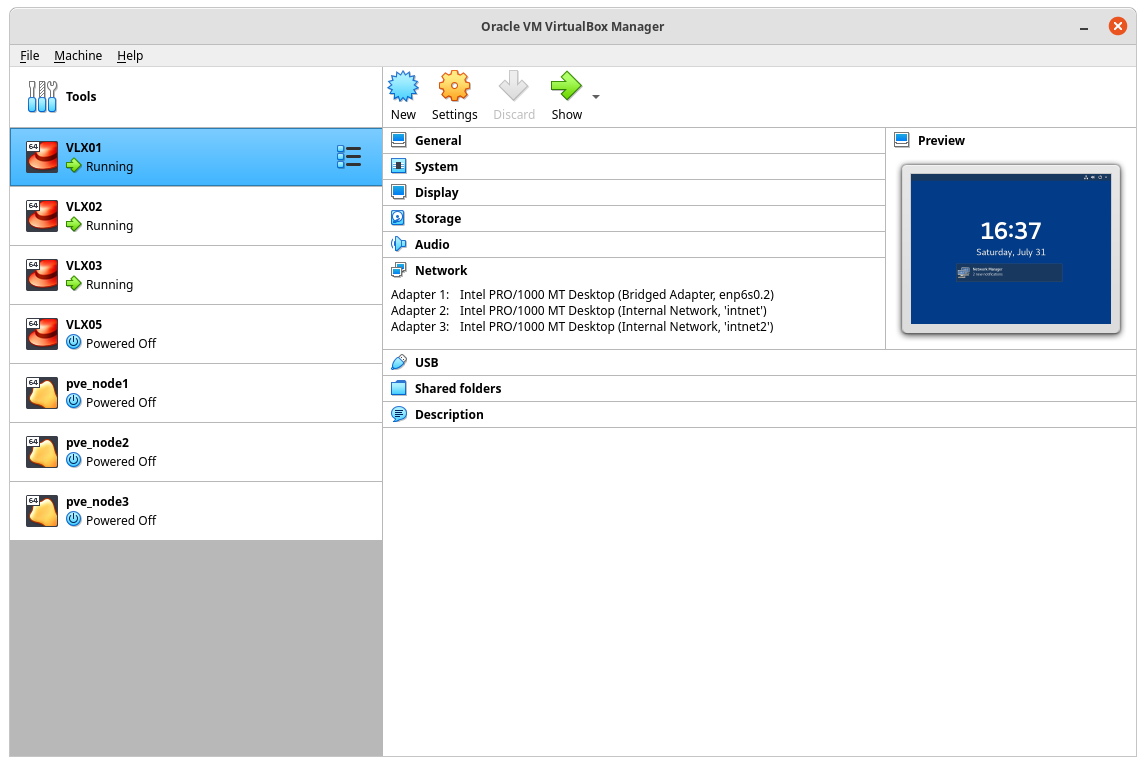 Oracle VM VirtualBox Manager
File Machine Help
Tools
New
Settings
Discard
Show
64
VLX01
Running
64
VLX02
Running
64
VLX03
Running
64
VLX05
Powered Off
64
pve_node1
Powered Off
64
pve_node2
Powered Off
64
pve_node3
Powered Off
General
System
Display
Storage
Audio
Network
Adapter 1: Intel PRO/1000 MT Desktop (Bridged Adapter, enp6s0.2)
Adapter 2: Intel PRO/1000 MT Desktop (Internal Network, 'intnet')
Adapter 3: Intel PRO/1000 MT Desktop (Internal Network, 'intnet2')
USB
Shared folders
Description
Preview
16:37
Saturday, July 31
Network Manager
2 new notifications